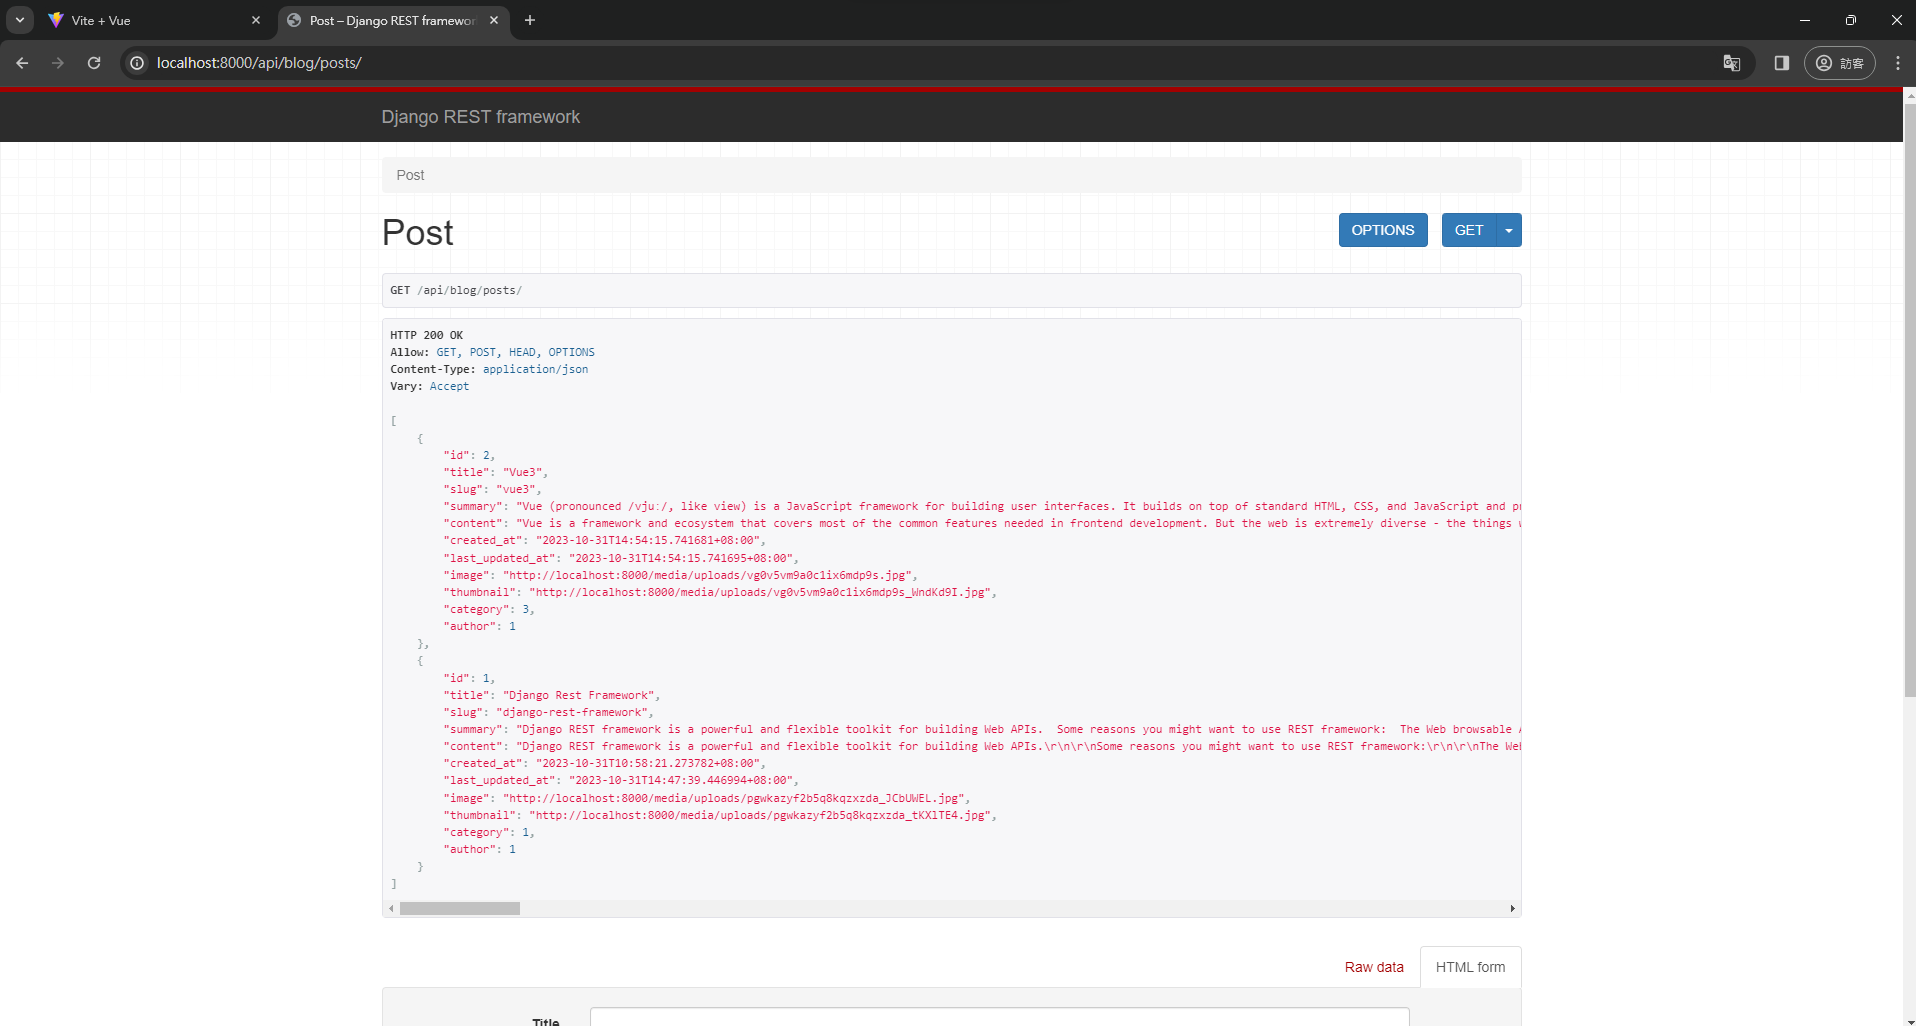 Vite + Vue
Post – Django REST framewor
localhost:8000/api/blog/posts/
訪客
Django REST framework
Post
Post
OPTIONS
GET
GET /api/blog/posts/
HTTP 200 OK
Allow: GET, POST, HEAD, OPTIONS
Content-Type: application/json
Vary: Accept
[
{
"id": 2,
"title": "Vue3",
"slug": "vue3",
"summary": "Vue (pronounced /vjuː/, like view) is a JavaScript framework for building user interfaces. It builds on top of standard HTML, CSS, and JavaScript and p
"content": "Vue is a framework and ecosystem that covers most of the common features needed in frontend development. But the web is extremely diverse - the things
"created_at": "2023-10-31T14:54:15.741681+08:00",
"last_updated_at": "2023-10-31T14:54:15.741695+08:00",
"image": "http://localhost:8000/media/uploads/vg0v5vm9a0c1ix6mdp9s.jpg",
"thumbnail": "http://localhost:8000/media/uploads/vg0v5vm9a0c1ix6mdp9s_WndKd9I.jpg",
"category": 3,
"author": 1
},
{
"id": 1,
"title": "Django Rest Framework",
"slug": "django-rest-framework",
"summary": "Django REST framework is a powerful and flexible toolkit for building Web APIs.  Some reasons you might want to use REST framework:  The Web browsable
"content": "Django REST framework is a powerful and flexible toolkit for building Web APIs.\r\n\r\nSome reasons you might want to use REST framework:\r\n\r\nThe Web
"created_at": "2023-10-31T10:58:21.273782+08:00",
"last_updated_at": "2023-10-31T14:47:39.446994+08:00",
"image": "http://localhost:8000/media/uploads/pgwkazyf2b5q8kqzxzda_JCbUWEL.jpg",
"thumbnail": "http://localhost:8000/media/uploads/pgwkazyf2b5q8kqzxzda_tKXlTE4.jpg",
"category": 1,
"author": 1
}
]
Raw data
HTML form
Title